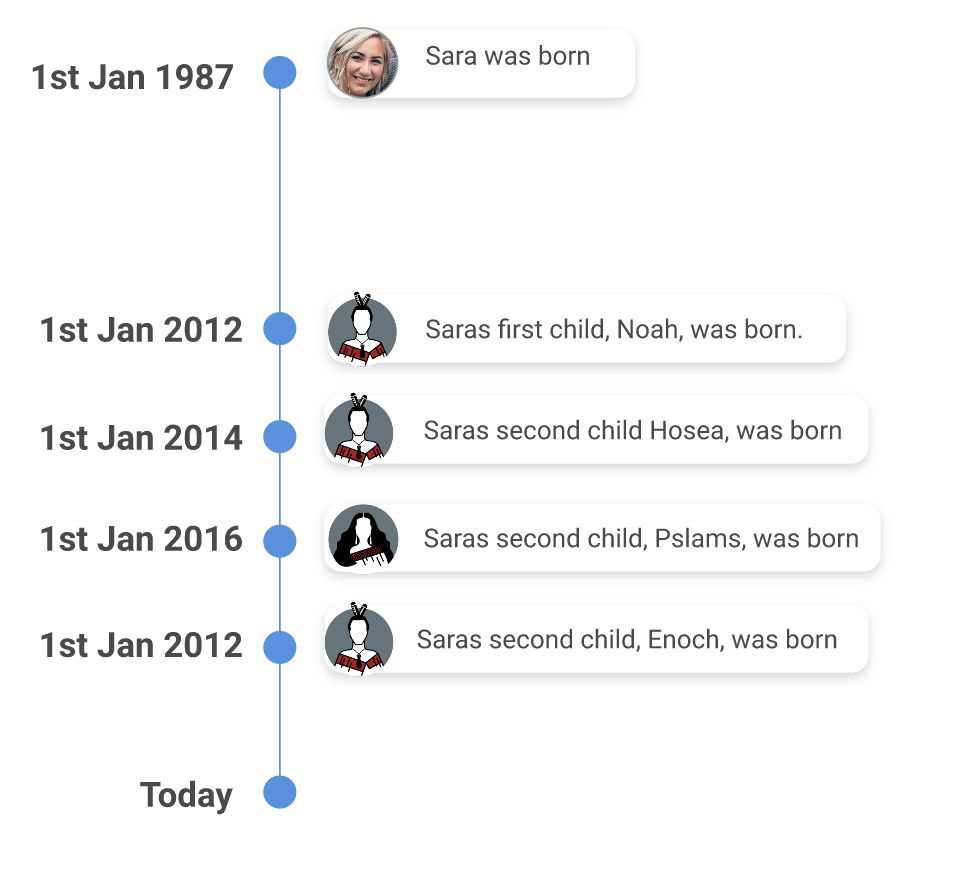 1st Jan 1987
Sara was born
1st Jan 2012
Saras first child, Noah, was born.
1st Jan 2014
Saras second child Hosea, was born
1st Jan 2016
Saras second child, Pslams, was born
1st Jan 2012
Saras second child, Enoch, was born
Today